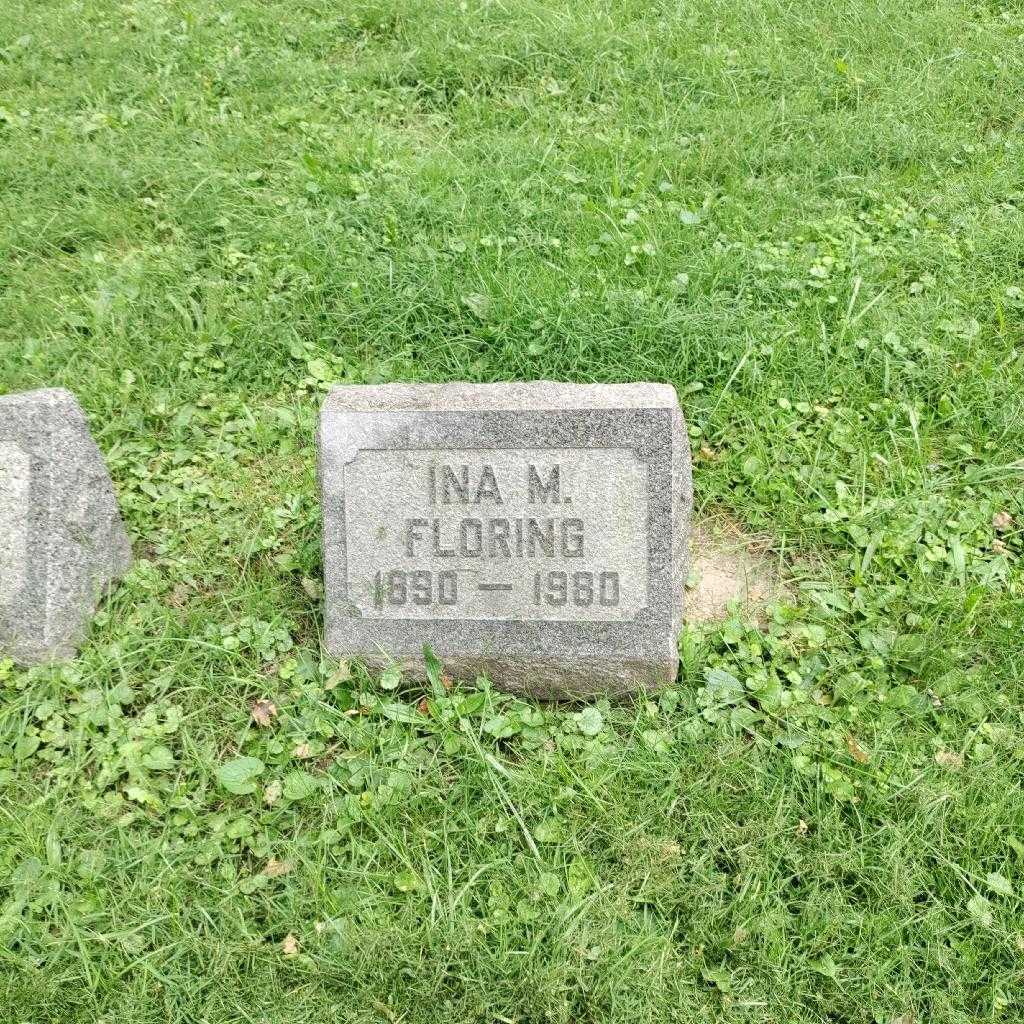 INA M.
FLORING
1890 — 1980